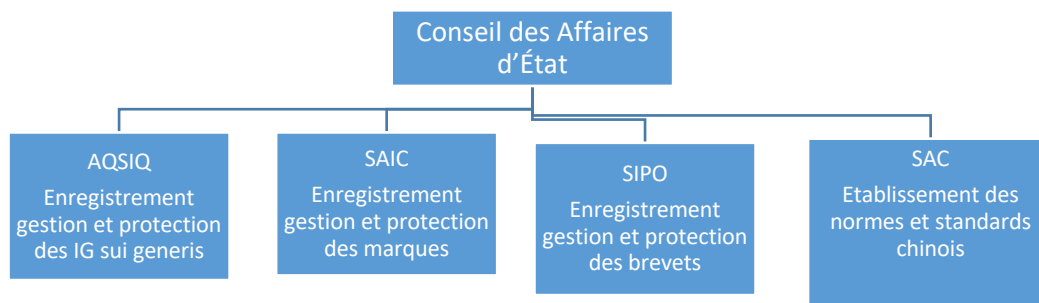 Conseil des Affaires
d’État
AQSIQ
Enregistrement
gestion et protection
des IG sui generis
SAIC
Enregistrement
gestion et protection
des marques
SIPO
Enregistrement
gestion et protection
des brevets
SAC
Etablissement des
normes et standards
chinois